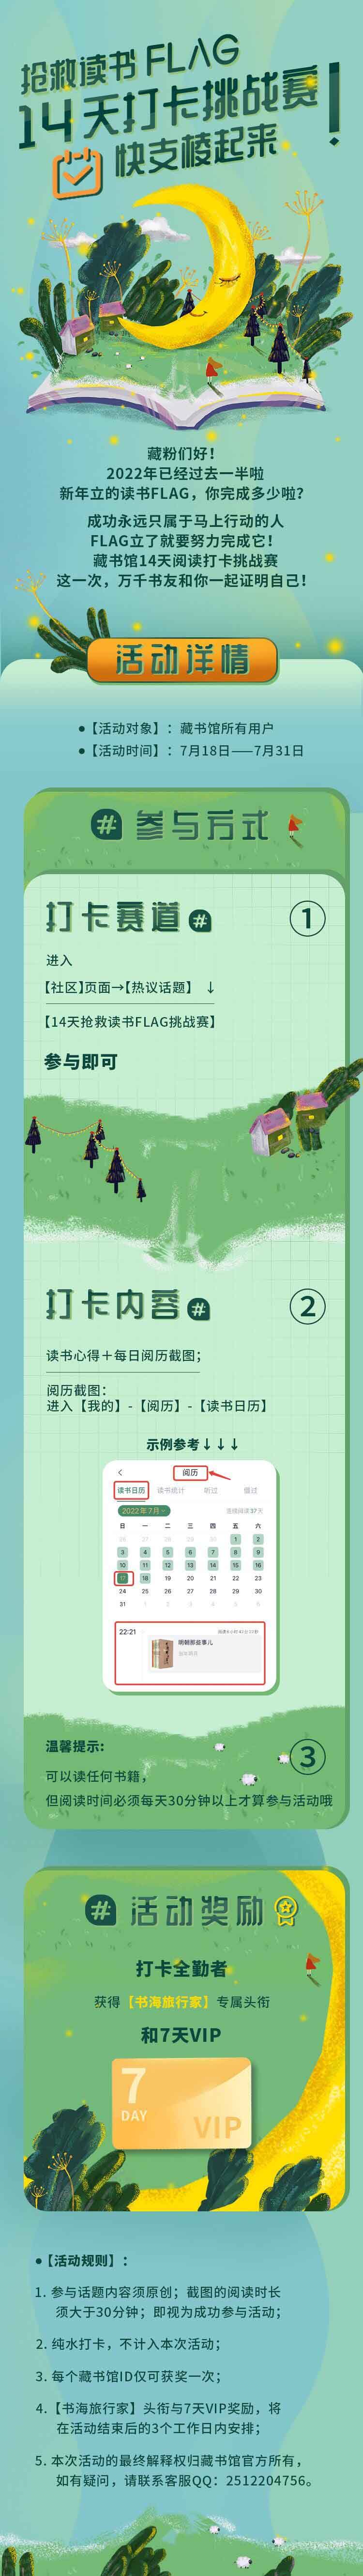 抢救读书 FLAG
14天打卡挑战赛！
快支棱起来
藏粉们好！
2022年已经过去一半啦
新年立的读书FLAG，你完成多少啦？
成功永远只属于马上行动的人
FLAG立了就要努力完成它！
藏书馆14天阅读打卡挑战赛
这一次，万千书友和你一起证明自己！
活动详情
●【活动对象】：藏书馆所有用户
●【活动时间】：7月18日——7月31日
# 参与方式
打卡赛道 #
①
进入
【社区】页面→【热议话题】 ↓
【14天抢救读书FLAG挑战赛】
参与即可
打卡内容 #
②
读书心得＋每日阅历截图；
阅历截图：
进入【我的】-【阅历】-【读书日历】
示例参考↓↓↓
阅历
读书日历 读书统计 听过 借过
2022年7月 连续阅读37天
日 一 二 三 四 五 六
26 27 28 29 30 1 2
3 4 5 6 7 8 9
10 11 12 13 14 15 16
17 18 19 20 21 22 23
24 25 26 27 28 29 30
31 1 2 3 4 5 6
22:21
明朝那些事儿
当年明月
温馨提示：
③
可以读任何书籍，
但阅读时间必须每天30分钟以上才算参与活动哦
# 活动奖励
打卡全勤者
获得【书海旅行家】专属头衔
和7天VIP
7
DAY
VIP
●【活动规则】：
1. 参与话题内容须原创；截图的阅读时长
须大于30分钟；即视为成功参与活动；
2. 纯水打卡，不计入本次活动；
3. 每个藏书馆ID仅可获奖一次；
4.【书海旅行家】头衔与7天VIP奖励，将
在活动结束后的3个工作日内安排；
5. 本次活动的最终解释权归藏书馆官方所有，
如有疑问，请联系客服QQ：2512204756。